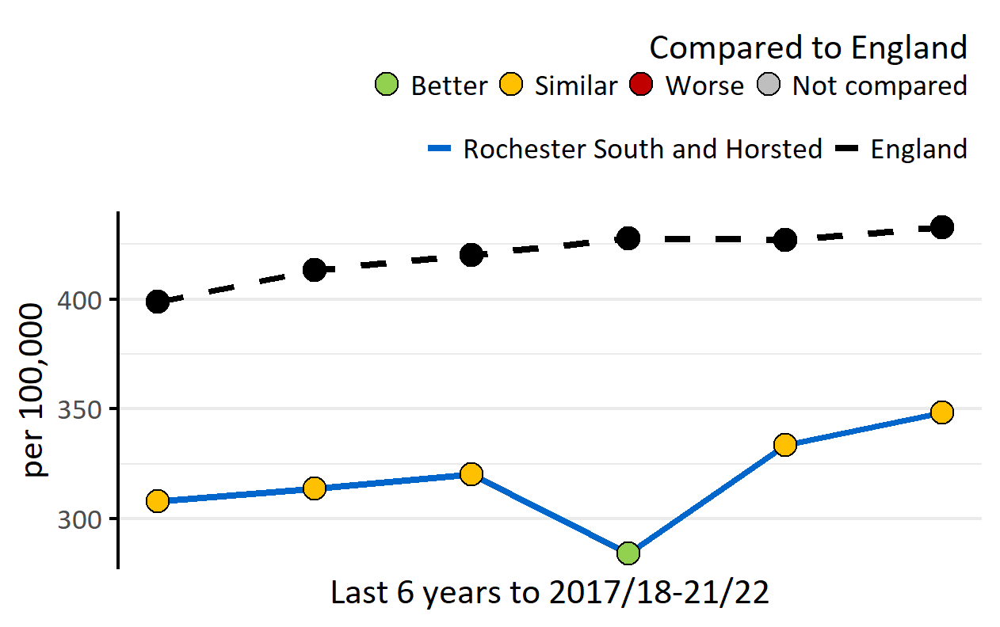 Compared to England
Better Similar Worse Not compared
Rochester South and Horsted England
400
350
300
per 100,000
Last 6 years to 2017/18-21/22